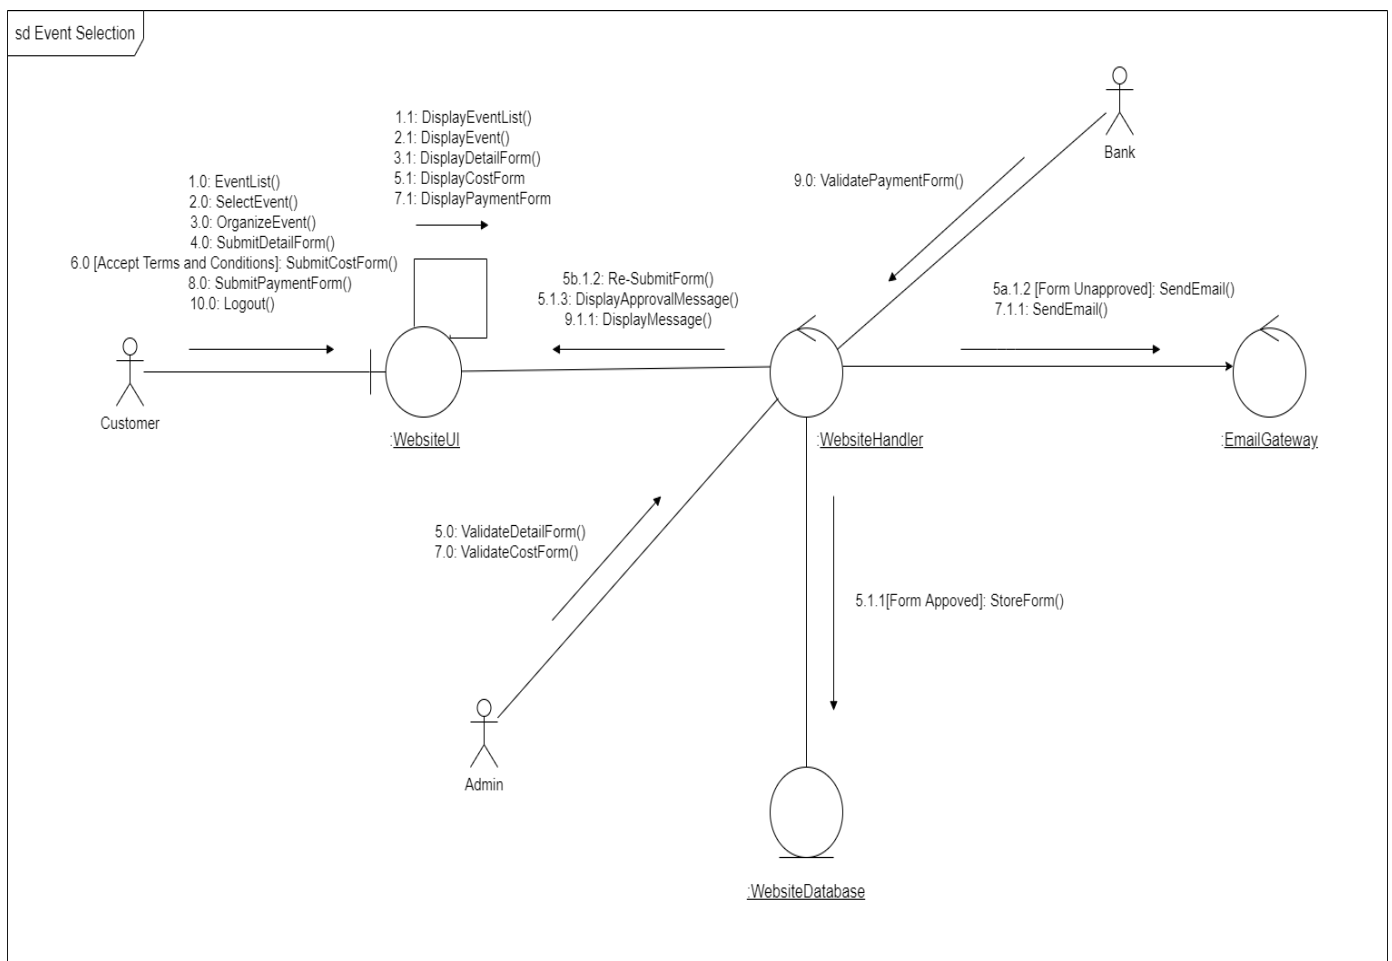 sd Event Selection
1.1: DisplayEventList()
2.1: DisplayEvent()
3.1: DisplayDetailForm()
5.1: DisplayCostForm
7.1: DisplayPaymentForm
Bank
9.0: ValidatePaymentForm()
1.0: EventList()
2.0: SelectEvent()
3.0: OrganizeEvent()
4.0: SubmitDetailForm()
6.0 [Accept Terms and Conditions]: SubmitCostForm()
8.0: SubmitPaymentForm()
10.0: Logout()
5b.1.2: Re-SubmitForm()
5.1.3: DisplayApprovalMessage()
9.1.1: DisplayMessage()
5a.1.2 [Form Unapproved]: SendEmail()
7.1.1: SendEmail()
Customer
:WebsiteUI
:WebsiteHandler
:EmailGateway
5.0: ValidateDetailForm()
7.0: ValidateCostForm()
5.1.1[Form Appoved]: StoreForm()
Admin
:WebsiteDatabase